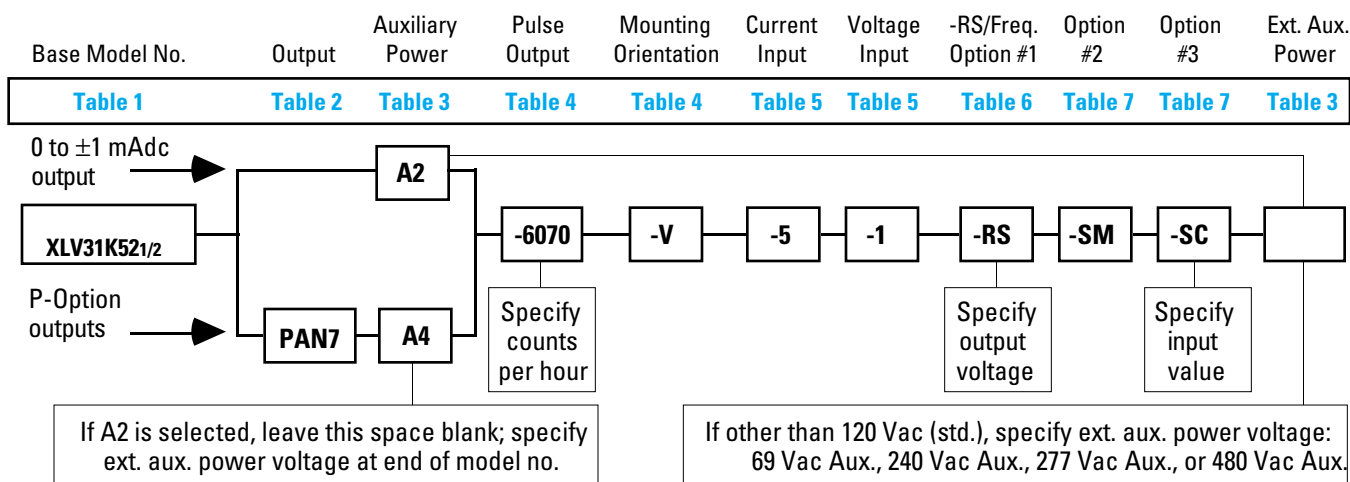 Auxiliary Pulse Mounting Current Voltage -RS/Freq. Option Option Ext. Aux.
Base Model No. Output Power Output Orientation Input Input Option #1 #2 #3 Power
Table 1 Table 2 Table 3 Table 4 Table 4 Table 5 Table 5 Table 6 Table 7 Table 7 Table 3
0 to ±1 mAdc
output
A2
XLV31K521/2
-6070 -V -5 -1 -RS -SM -SC
P-Option
outputs
PAN7 A4
Specify
counts
per hour
Specify
output
voltage
Specify
input
value
If A2 is selected, leave this space blank; specify
ext. aux. power voltage at end of model no.
If other than 120 Vac (std.), specify ext. aux. power voltage:
69 Vac Aux., 240 Vac Aux., 277 Vac Aux., or 480 Vac Aux.